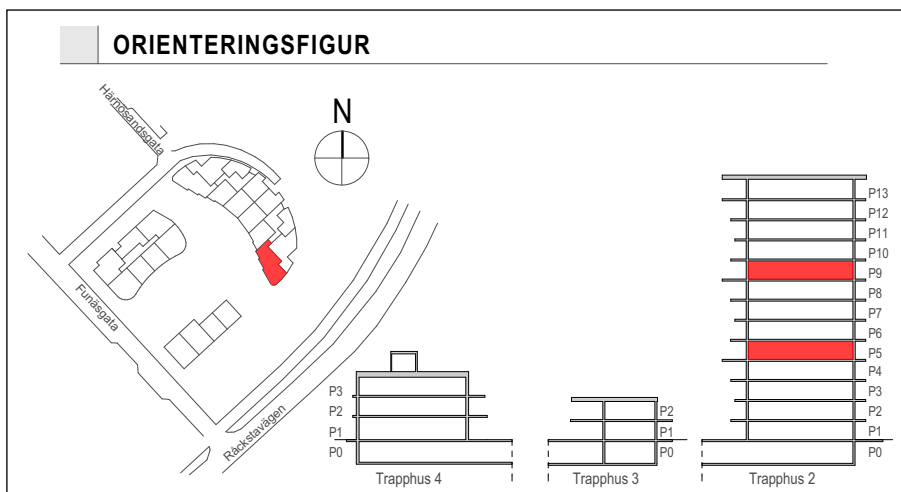 ORIENTERINGSFIGUR
Härnösandsgata
N
Funäsgata
Råckstavägen
P3
P2
P1
P0
Trapphus 4
P2
P1
P0
Trapphus 3
P13
P12
P11
P10
P9
P8
P7
P6
P5
P4
P3
P2
P1
P0
Trapphus 2